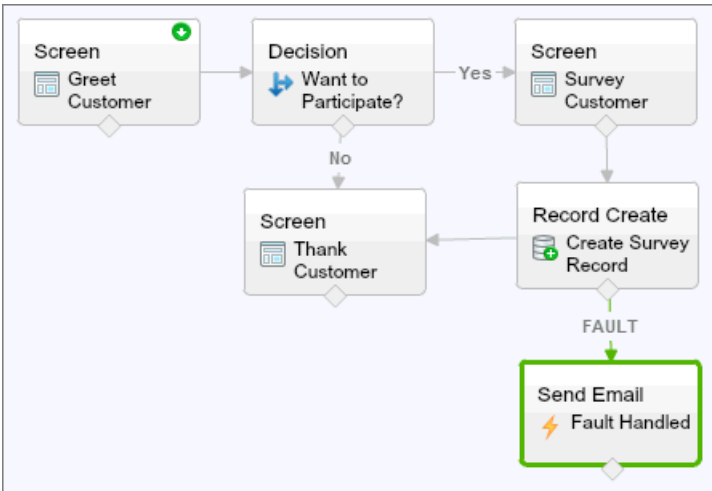 Screen
Greet
Customer
Decision
Want to
Participate?
Yes
Screen
Survey
Customer
No
Screen
Thank
Customer
Record Create
Create Survey
Record
FAULT
Send Email
Fault Handled